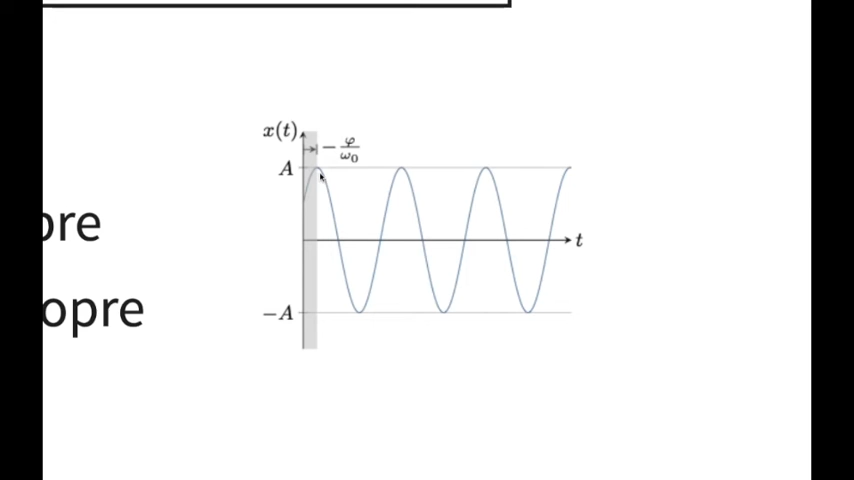 x(t)
− φ/ω₀
A
t
−A
pre
opre